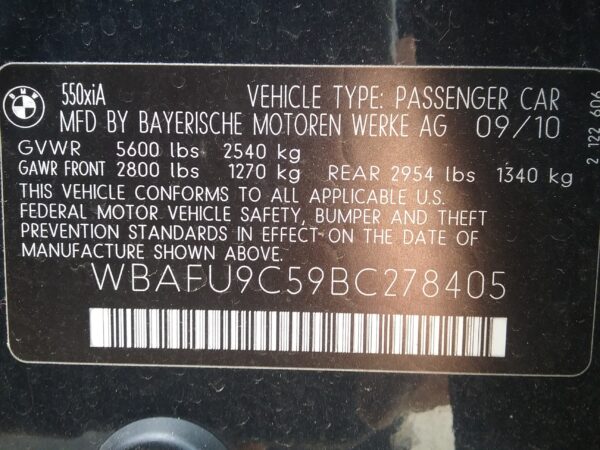 BMW
550xiA VEHICLE TYPE: PASSENGER CAR
MFD BY BAYERISCHE MOTOREN WERKE AG 09/10
GVWR 5600 lbs 2540 kg
GAWR FRONT 2800 lbs 1270 kg REAR 2954 lbs 1340 kg
THIS VEHICLE CONFORMS TO ALL APPLICABLE U.S.
FEDERAL MOTOR VEHICLE SAFETY, BUMPER AND THEFT
PREVENTION STANDARDS IN EFFECT ON THE DATE OF
MANUFACTURE SHOWN ABOVE.
WBAFU9C59BC278405
2 122 606